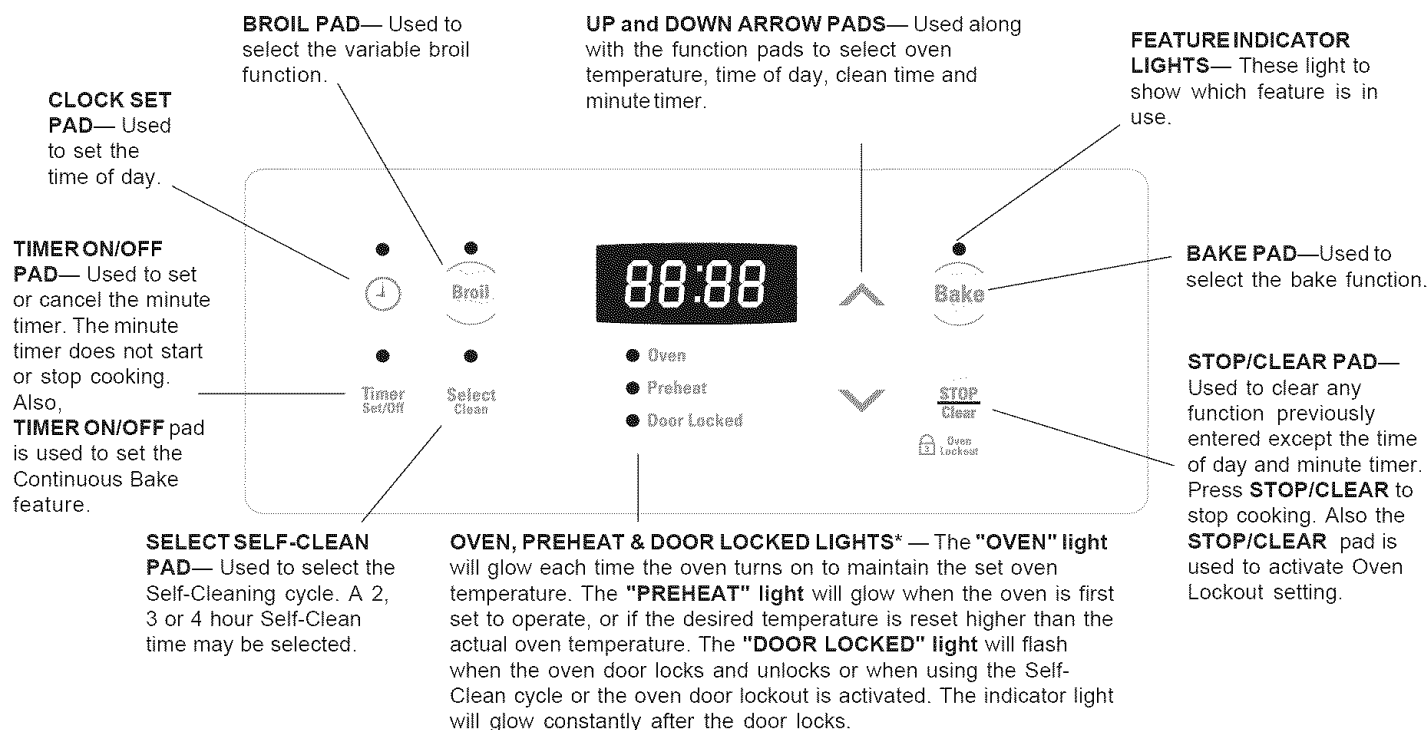 BROIL PAD— Used to
select the variable broil
function.
UP and DOWN ARROW PADS— Used along
with the function pads to select oven
temperature, time of day, clean time and
minute timer.
FEATURE INDICATOR
LIGHTS— These light to
show which feature is in
use.
CLOCK SET
PAD— Used
to set the
time of day.
TIMER ON/OFF
PAD— Used to set
or cancel the minute
timer. The minute
timer does not start
or stop cooking.
Also,
TIMER ON/OFF pad
is used to set the
Continuous Bake
feature.
Broil
88:88
Bake
Timer
Set/Off
Select
Clean
Oven
Preheat
Door Locked
STOP
Clear
3
Oven
Lockout
BAKE PAD—Used to
select the bake function.
STOP/CLEAR PAD—
Used to clear any
function previously
entered except the time
of day and minute timer.
Press STOP/CLEAR to
stop cooking. Also the
STOP/CLEAR pad is
used to activate Oven
Lockout setting.
SELECT SELF-CLEAN
PAD— Used to select the
Self-Cleaning cycle. A 2,
3 or 4 hour Self-Clean
time may be selected.
OVEN, PREHEAT & DOOR LOCKED LIGHTS* — The "OVEN" light
will glow each time the oven turns on to maintain the set oven
temperature. The "PREHEAT" light will glow when the oven is first
set to operate, or if the desired temperature is reset higher than the
actual oven temperature. The "DOOR LOCKED" light will flash
when the oven door locks and unlocks or when using the Self-
Clean cycle or the oven door lockout is activated. The indicator light
will glow constantly after the door locks.